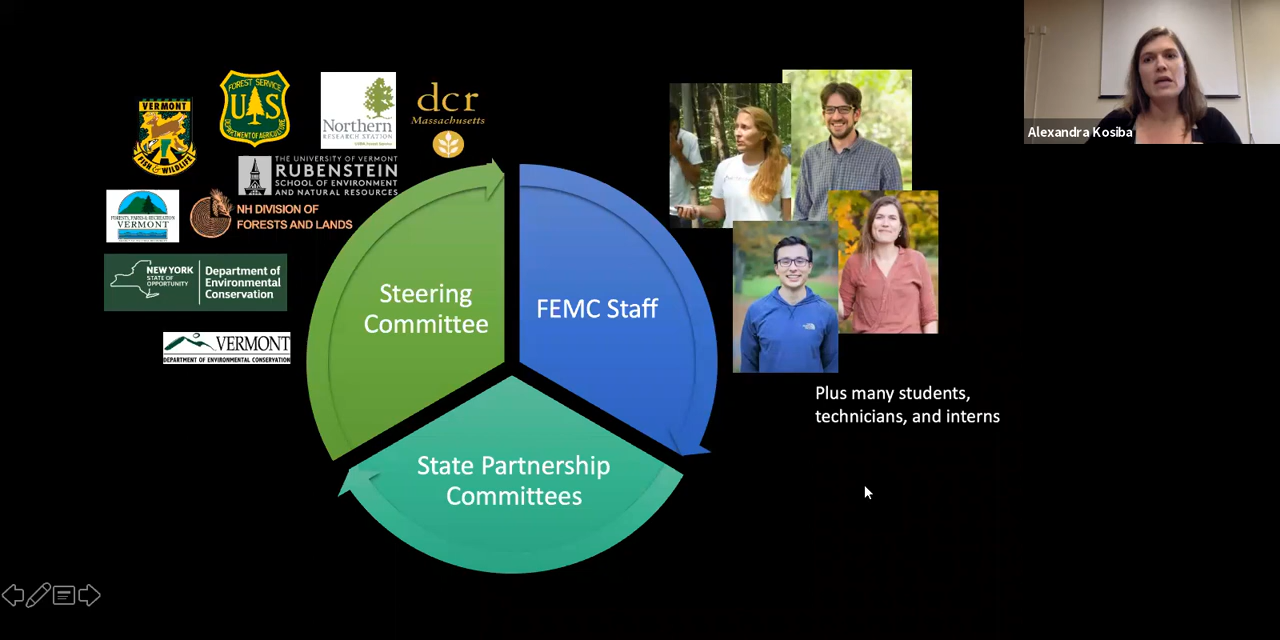 VERMONT
FISH & WILDLIFE
FOREST SERVICE
U S
DEPARTMENT OF AGRICULTURE
Northern
RESEARCH STATION
dcr
Massachusetts
THE UNIVERSITY OF VERMONT
RUBENSTEIN
SCHOOL OF ENVIRONMENT
AND NATURAL RESOURCES
FORESTS, PARKS & RECREATION
VERMONT
NH DIVISION OF
FORESTS AND LANDS
NEW YORK
STATE OF
OPPORTUNITY
Department of
Environmental
Conservation
VERMONT
DEPARTMENT OF ENVIRONMENTAL CONSERVATION
Steering
Committee
FEMC Staff
State Partnership
Committees
Plus many students,
technicians, and interns
Alexandra Kosiba